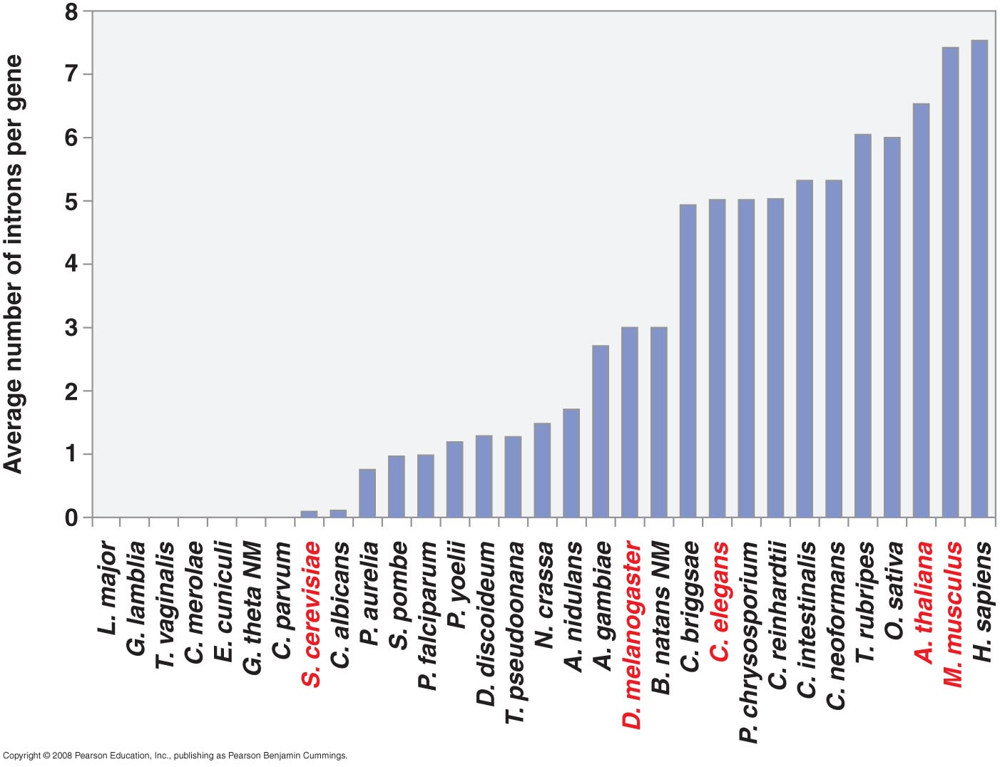 Average number of introns per gene
8
7
6
5
4
3
2
1
0
L. major
G. lamblia
T. vaginalis
C. merolae
E. cuniculi
G. theta NM
C. parvum
S. cerevisiae
C. albicans
P. aurelia
S. pombe
P. falciparum
P. yoelii
D. discoideum
T. pseudoonana
N. crassa
A. nidulans
A. gambiae
D. melanogaster
B. natans NM
C. briggsae
C. elegans
P. chrysosporium
C. reinhardtii
C. intestinalis
C. neoformans
T. rubripes
O. sativa
A. thaliana
M. musculus
H. sapiens
Copyright © 2008 Pearson Education, Inc., publishing as Pearson Benjamin Cummings.